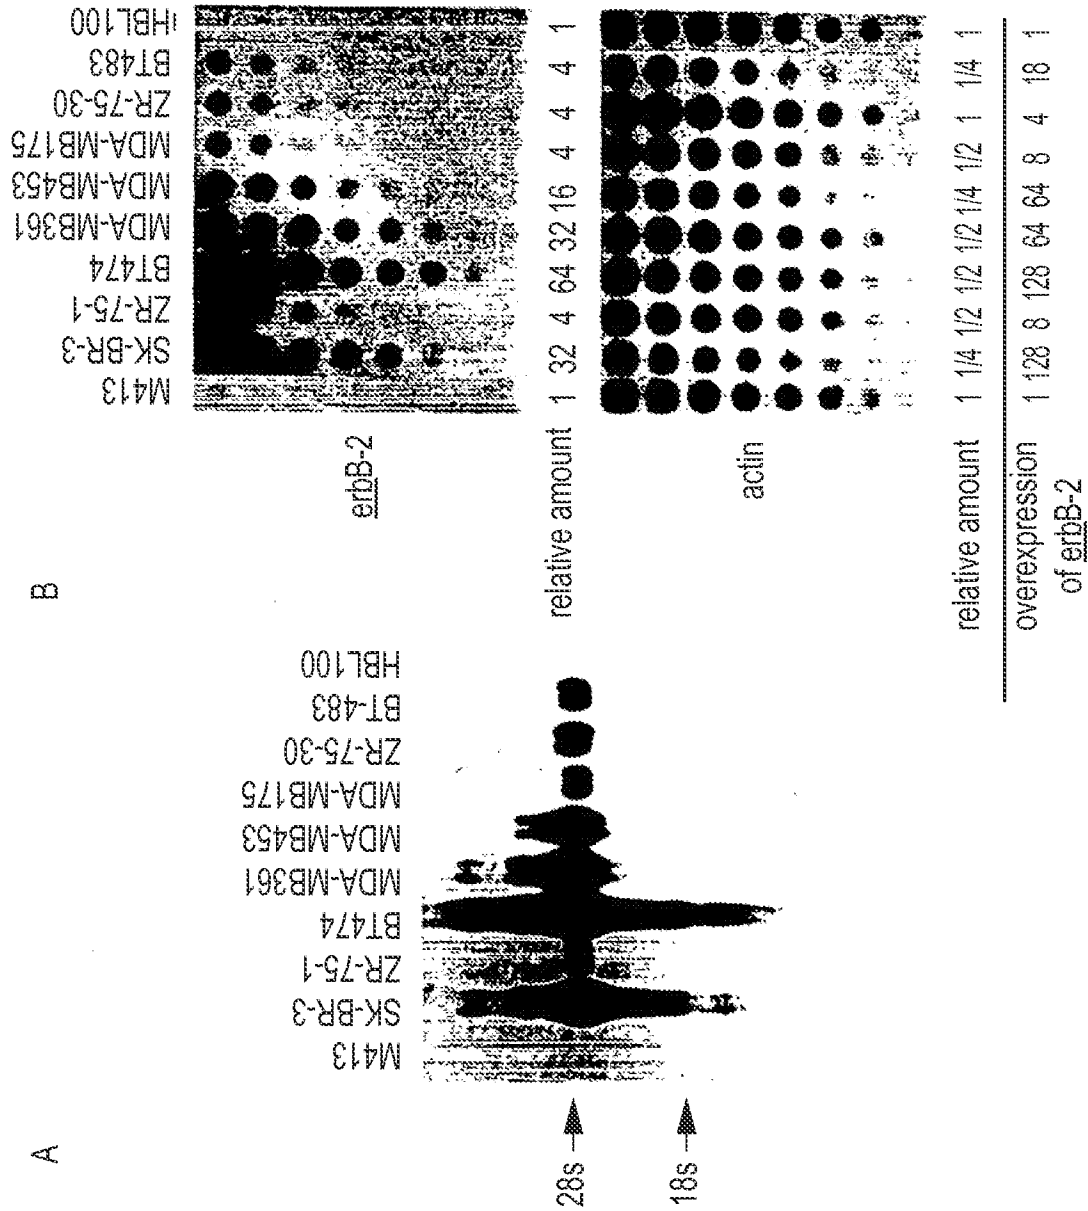 A
M413
SK-BR-3
ZR-75-1
BT474
MDA-MB361
MDA-MB453
MDA-MB175
ZR-75-30
BT-483
HBL100
28s
18s
B
M413
SK-BR-3
ZR-75-1
BT474
MDA-MB361
MDA-MB453
MDA-MB175
ZR-75-30
BT483
HBL100
erbB-2
relative amount 1 32 4 64 32 16 4 4 4 1
actin
relative amount 1 1/4 1/2 1/2 1/2 1/4 1/2 1 1/4 1
overexpression 1 128 8 128 64 64 8 4 18 1
of erbB-2